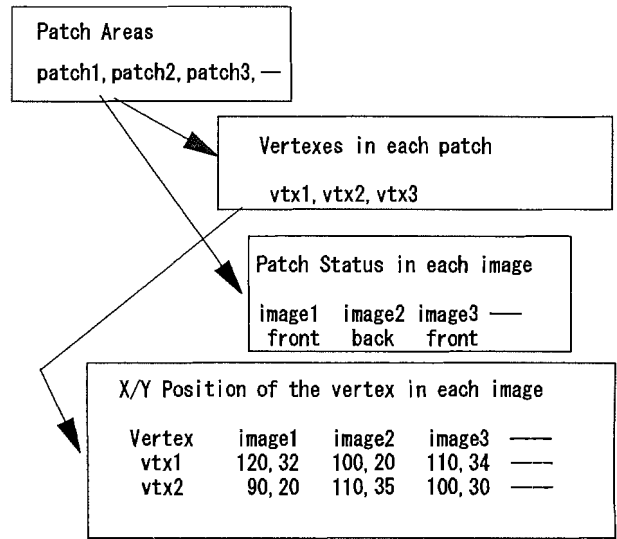 Patch Areas
patch1, patch2, patch3, —
Vertexes in each patch
vtx1, vtx2, vtx3
Patch Status in each image
image1 image2 image3 —
front back front
X/Y Position of the vertex in each image
Vertex image1 image2 image3 —
vtx1 120, 32 100, 20 110, 34 —
vtx2 90, 20 110, 35 100, 30 —